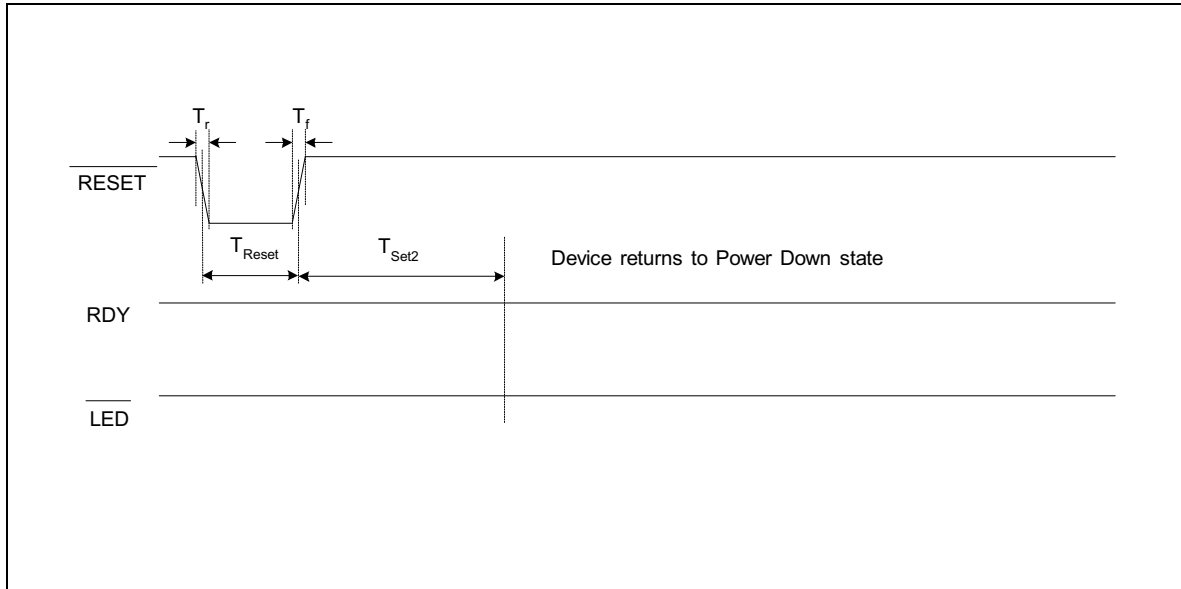 Tr
Tf
RESET
TReset
TSet2
Device returns to Power Down state
RDY
LED